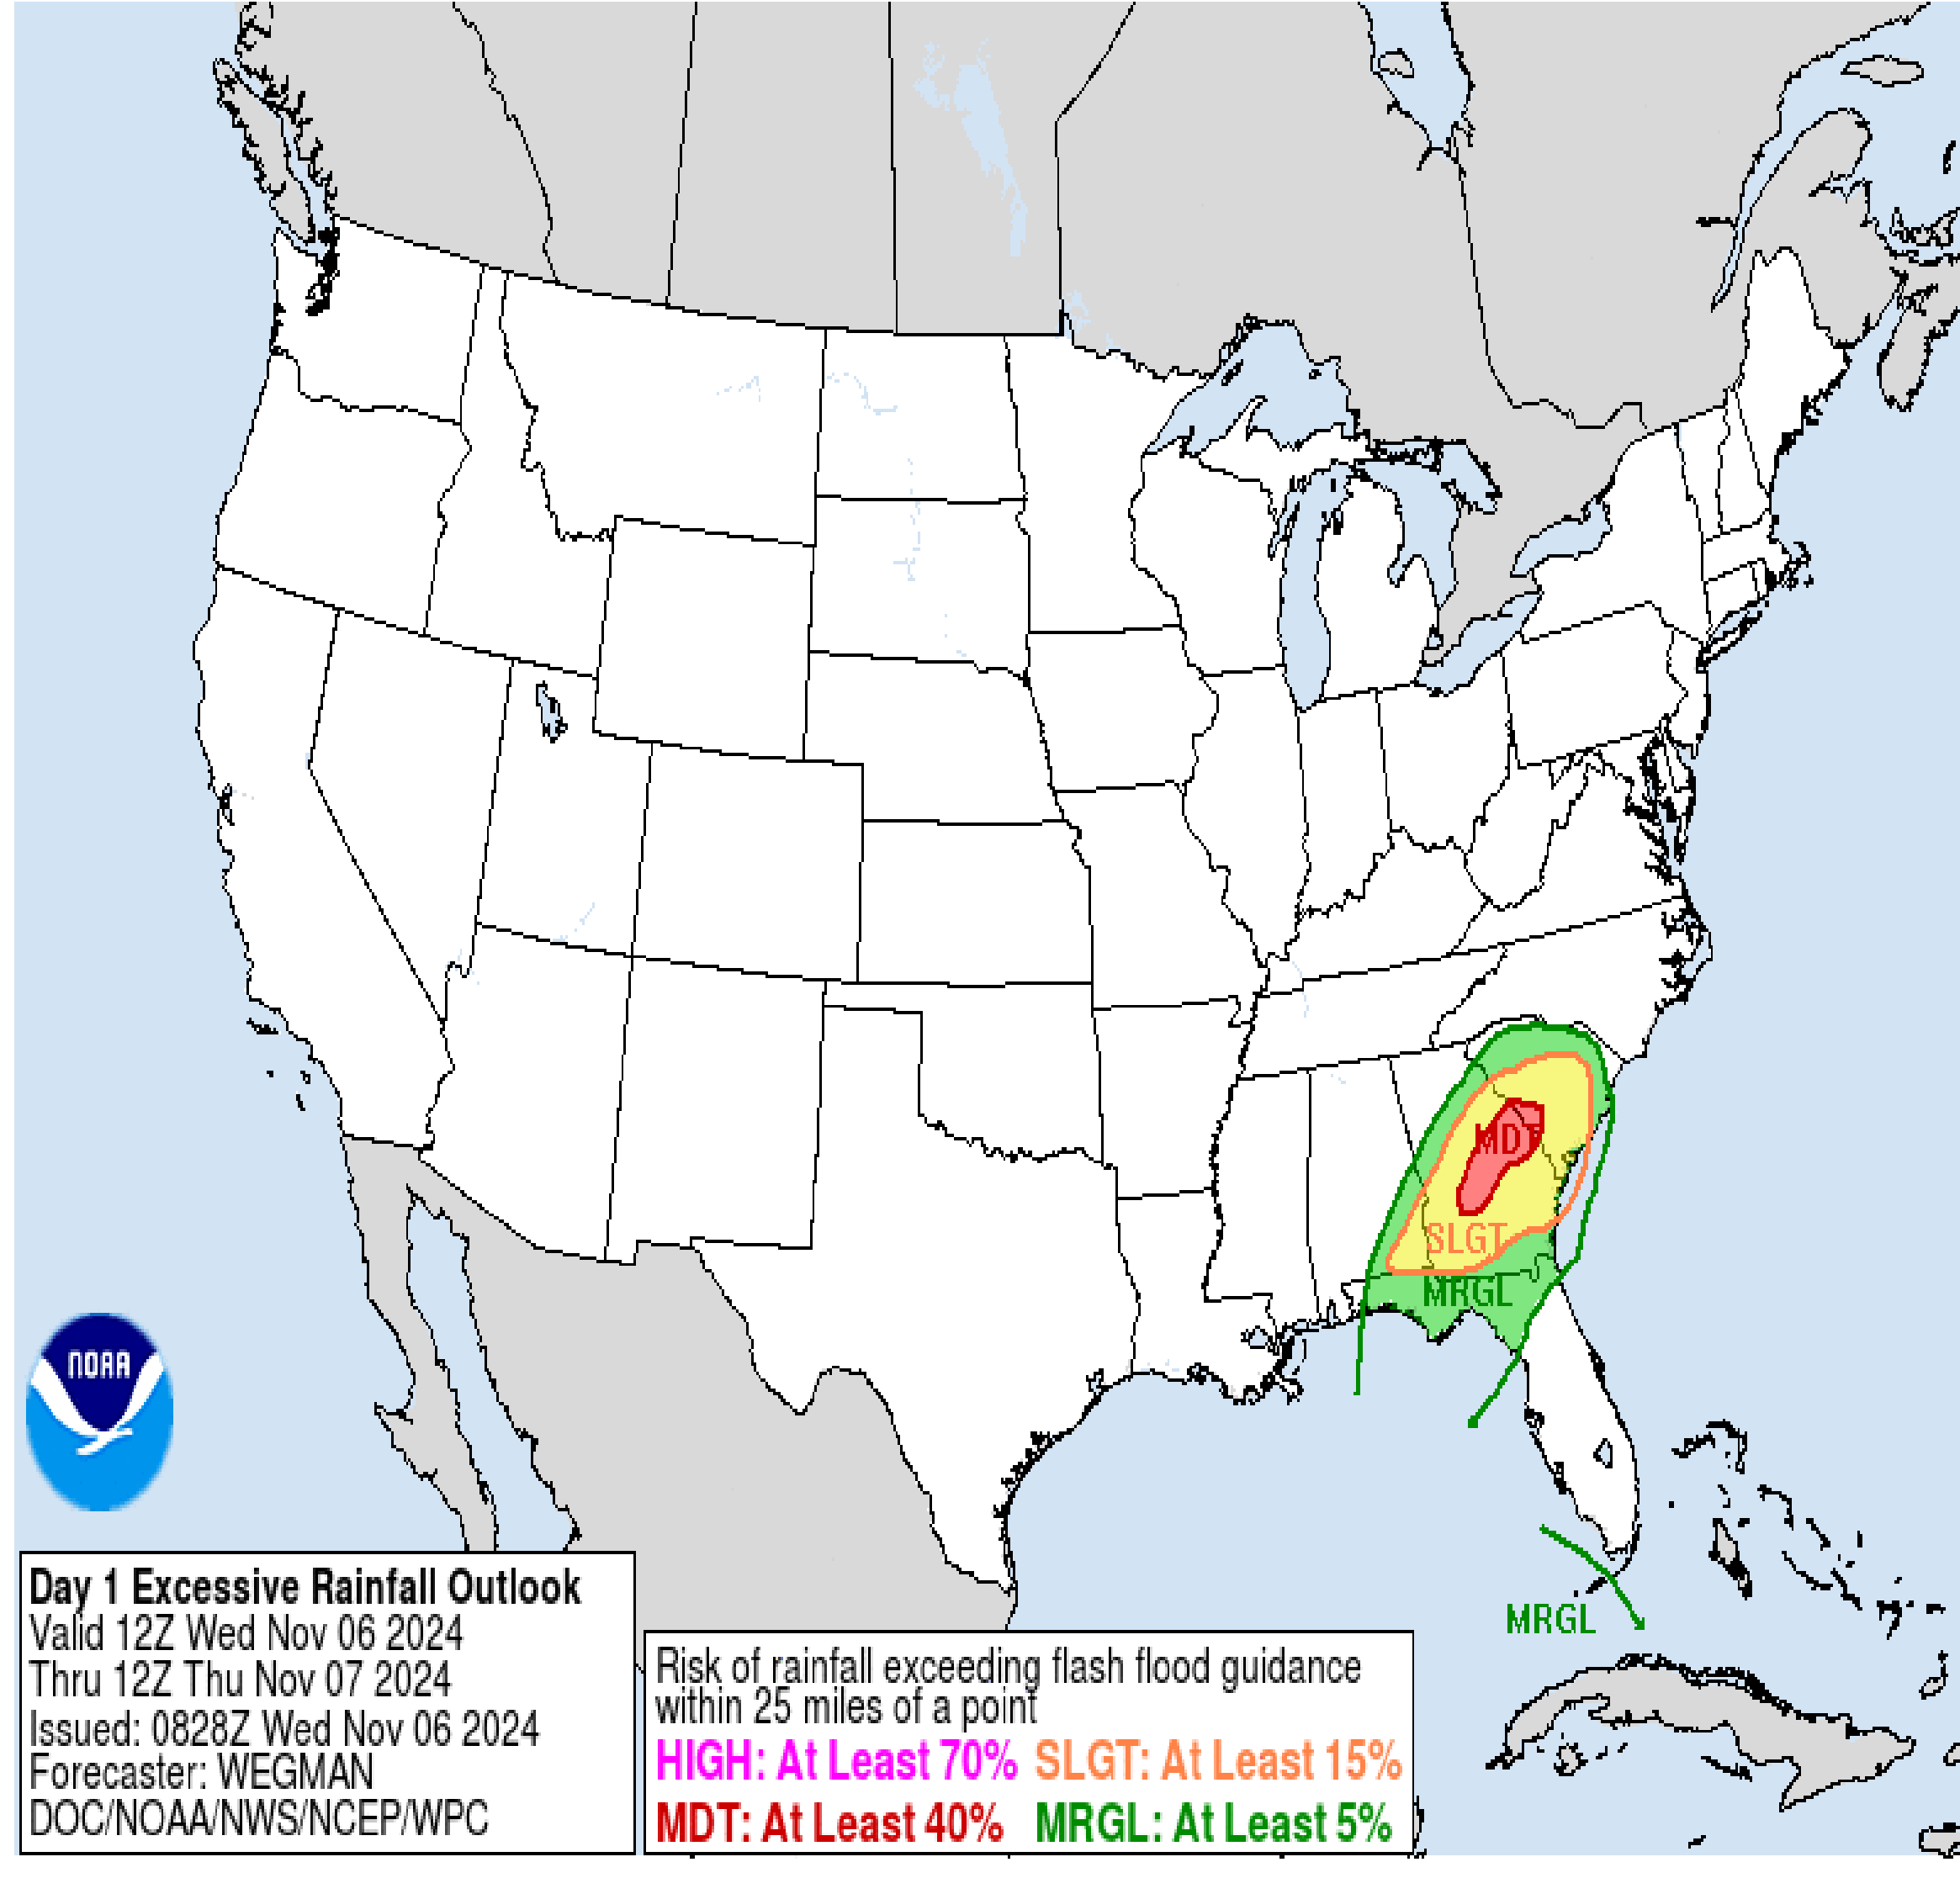 MDT
SLGT
MRGL
NOAA
MRGL
Day 1 Excessive Rainfall Outlook
Valid 12Z Wed Nov 06 2024
Thru 12Z Thu Nov 07 2024
Issued: 0828Z Wed Nov 06 2024
Forecaster: WEGMAN
DOC/NOAA/NWS/NCEP/WPC
Risk of rainfall exceeding flash flood guidance
within 25 miles of a point
HIGH: At Least 70% SLGT: At Least 15%
MDT: At Least 40% MRGL: At Least 5%